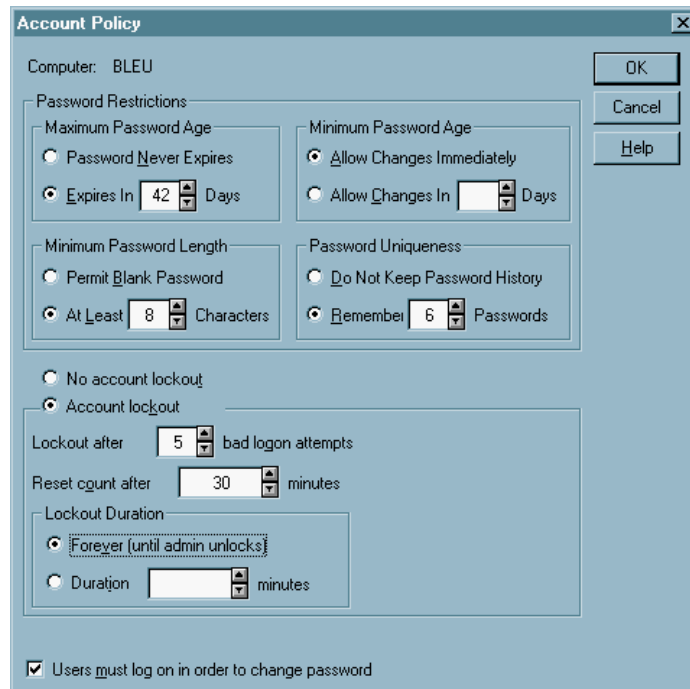 Account Policy
Computer: BLEU
OK
Cancel
Help
Password Restrictions
Maximum Password Age
Password Never Expires
Expires In 42 Days
Minimum Password Age
Allow Changes Immediately
Allow Changes In Days
Minimum Password Length
Permit Blank Password
At Least 8 Characters
Password Uniqueness
Do Not Keep Password History
Remember 6 Passwords
No account lockout
Account lockout
Lockout after 5 bad logon attempts
Reset count after 30 minutes
Lockout Duration
Forever (until admin unlocks)
Duration minutes
Users must log on in order to change password